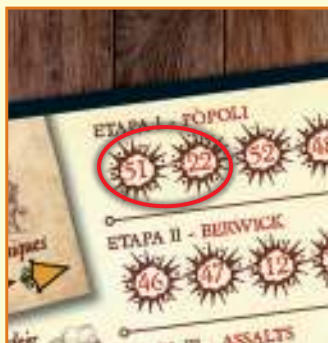 ETAPA I - TÒPOLI
51 22 52
ETAPA II - BERWICK
46 47 12
ASSALTS